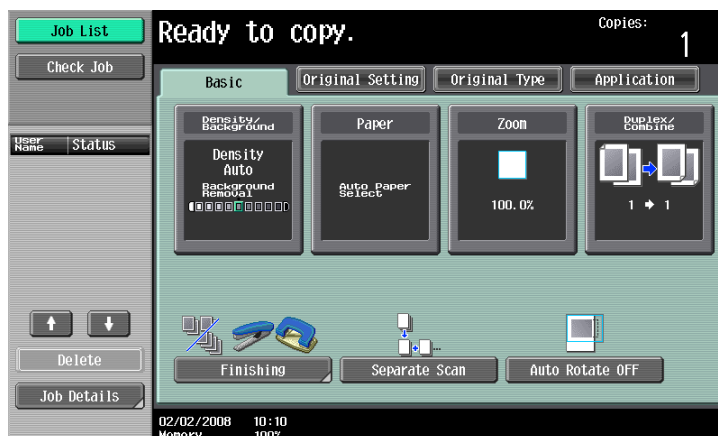 Job List
Check Job
User Name Status
Delete
Job Details
Ready to copy.
Copies:
1
Basic
Original Setting
Original Type
Application
Density/
Background
Density
Auto
Background
Removal
Paper
Auto Paper
Select
Zoom
100.0%
Duplex/
Combine
1 → 1
Finishing
Separate Scan
Auto Rotate OFF
02/02/2008 10:10
Memory 100%